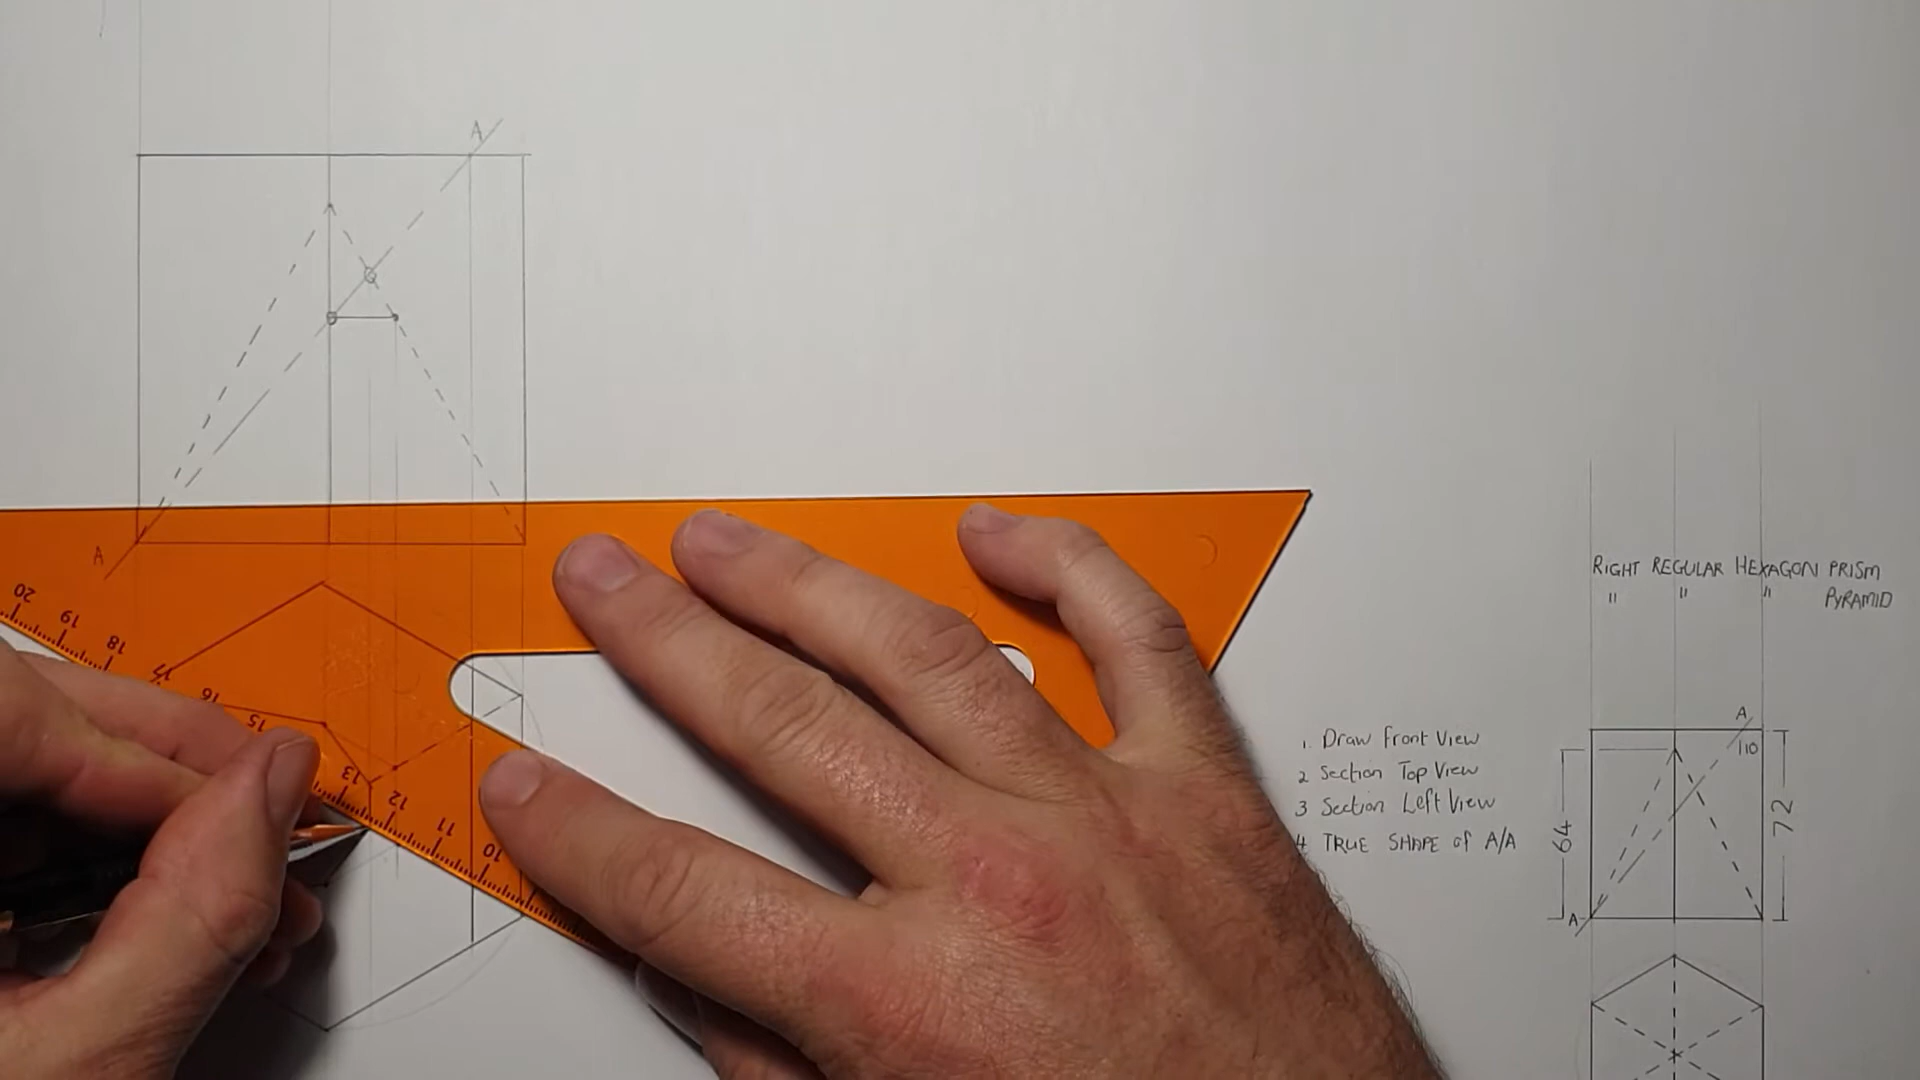 A
A
20
19
18
17
16
15
13
12
11
10
RIGHT REGULAR HEXAGON PRISM
" " " PYRAMID
1. Draw Front View
2 Section Top View
3 Section Left View
4 TRUE SHAPE of A/A
A
110
64
72
A